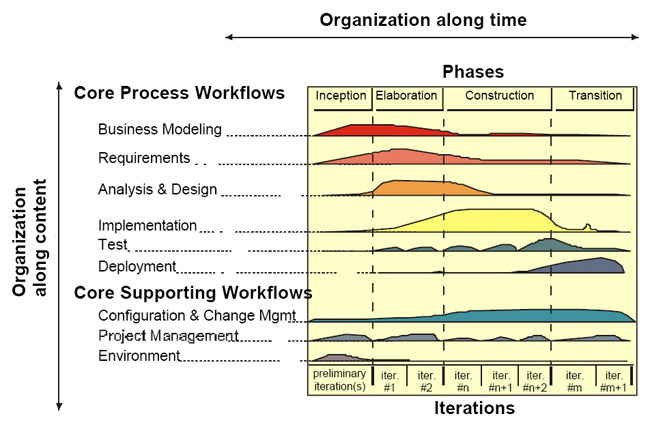 Organization along time
Phases
Core Process Workflows
Inception
Elaboration
Construction
Transition
Business Modeling
Requirements
Analysis & Design
Implementation
Test
Deployment
Core Supporting Workflows
Configuration & Change Mgmt
Project Management
Environment
Organization
along content
preliminary
iteration(s)
iter.
#1
iter.
#2
iter.
#n
iter.
#n+1
iter.
#n+2
iter.
#m
iter.
#m+1
Iterations